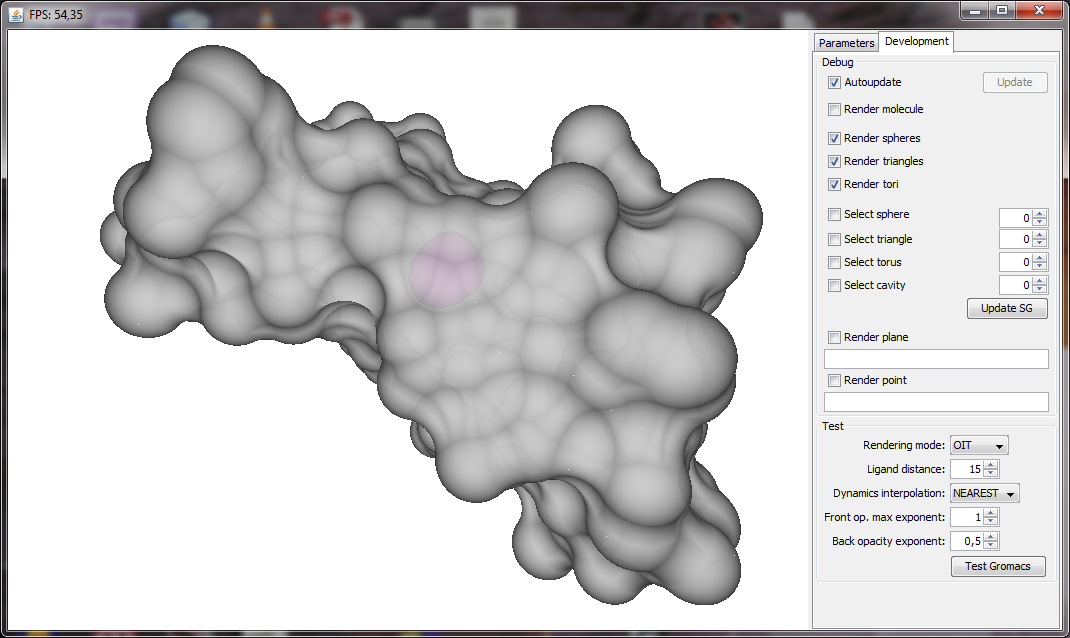 FPS: 54,35
Parameters Development
Debug
Autoupdate Update
Render molecule
Render spheres
Render triangles
Render tori
Select sphere 0
Select triangle 0
Select torus 0
Select cavity 0
Update SG
Render plane
Render point
Test
Rendering mode: OIT
Ligand distance: 15
Dynamics interpolation: NEAREST
Front op. max exponent: 1
Back opacity exponent: 0,5
Test Gromacs